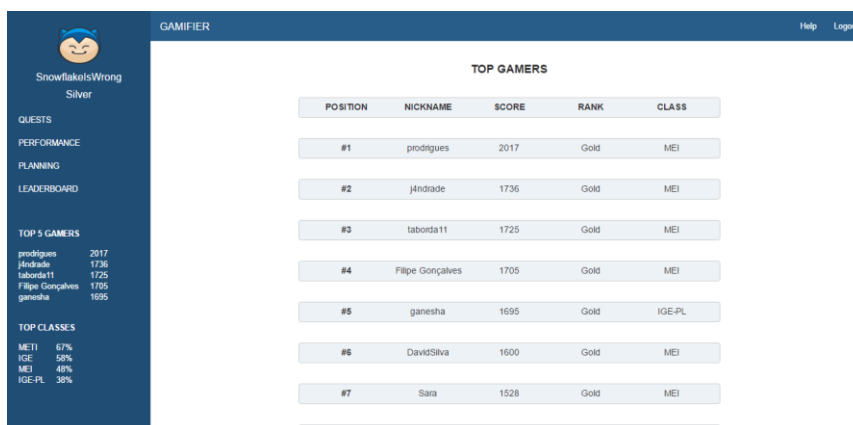 GAMIFIER
Help Logou
SnowflakeIsWrong
Silver
QUESTS
PERFORMANCE
PLANNING
LEADERBOARD
TOP 5 GAMERS
prodrigues 2017
j4ndrade 1736
taborda11 1725
Filipe Gonçalves 1705
ganesha 1695
TOP CLASSES
METI 67%
IGE 58%
MEI 48%
IGE-PL 38%
TOP GAMERS
POSITION NICKNAME SCORE RANK CLASS
#1 prodrigues 2017 Gold MEI
#2 j4ndrade 1736 Gold MEI
#3 taborda11 1725 Gold MEI
#4 Filipe Gonçalves 1705 Gold MEI
#5 ganesha 1695 Gold IGE-PL
#6 DavidSilva 1600 Gold MEI
#7 Sara 1528 Gold MEI